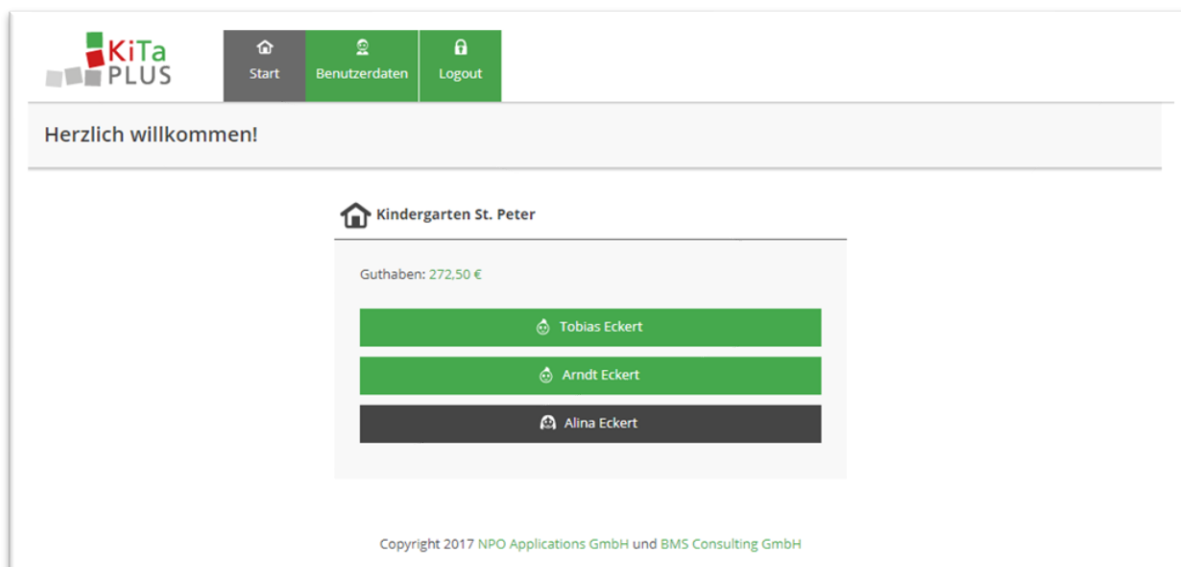 KiTa
PLUS
Start
Benutzerdaten
Logout
Herzlich willkommen!
Kindergarten St. Peter
Guthaben: 272,50 €
Tobias Eckert
Arndt Eckert
Alina Eckert
Copyright 2017 NPO Applications GmbH und BMS Consulting GmbH